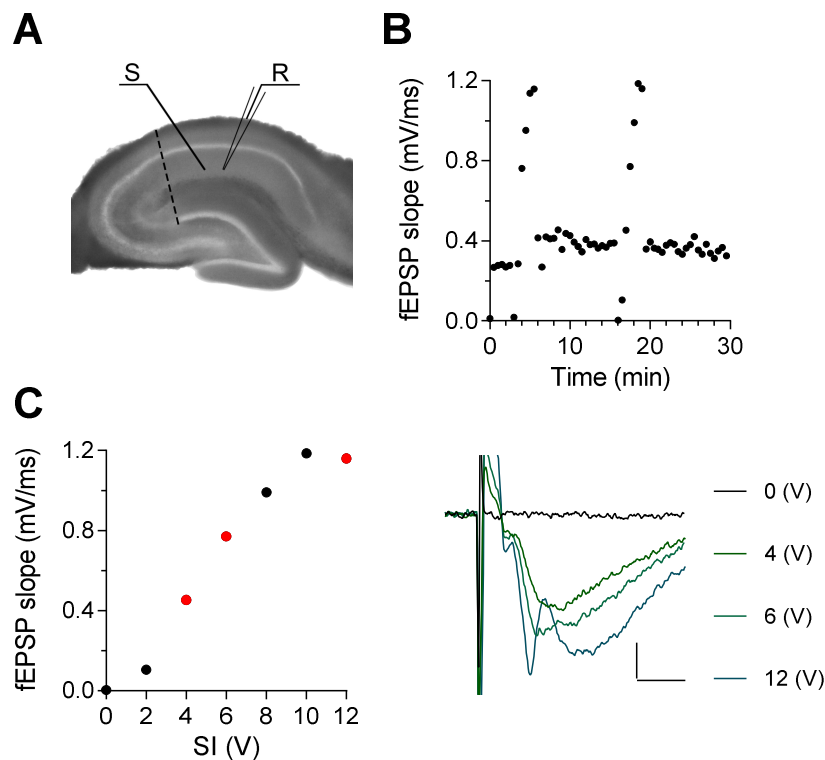 A
S
R
B
fEPSP slope (mV/ms)
1.2
0.8
0.4
0.0
0 10 20 30
Time (min)
C
fEPSP slope (mV/ms)
1.2
0.8
0.4
0.0
0 2 4 6 8 10 12
SI (V)
0 (V)
4 (V)
6 (V)
12 (V)